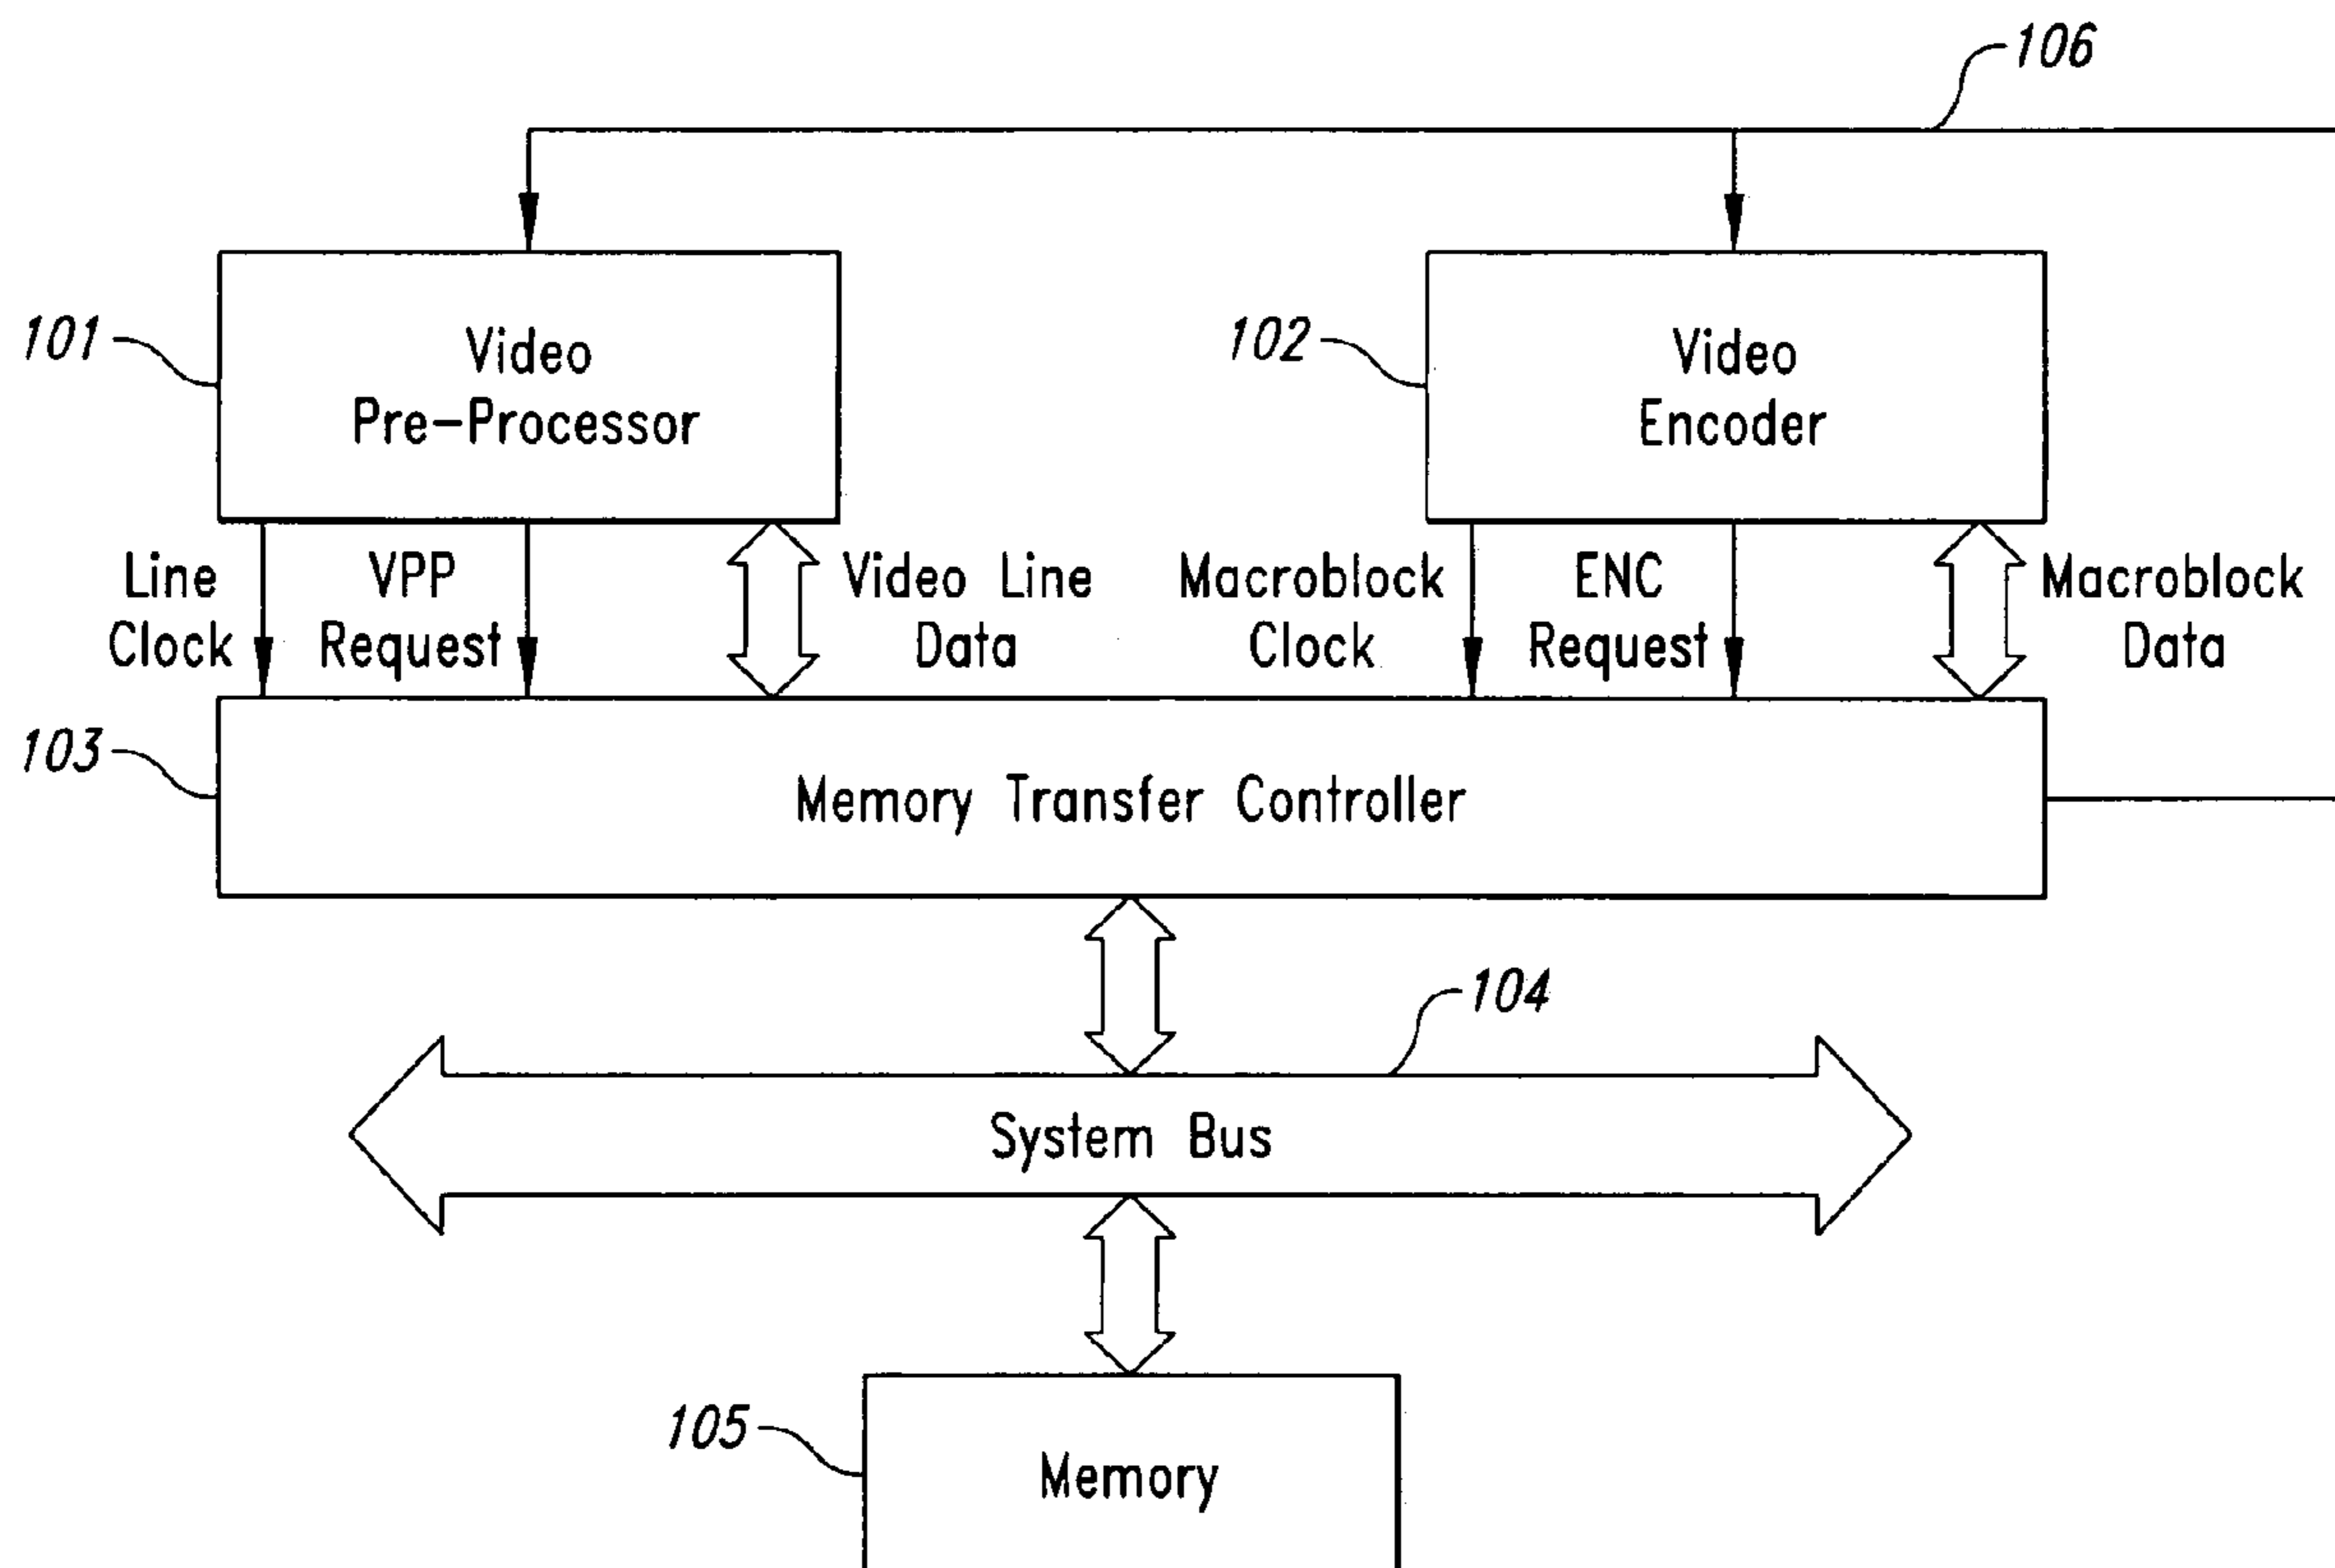 106
101
Video
Pre-Processor
102
Video
Encoder
Line
Clock
VPP
Request
Video Line
Data
Macroblock
Clock
ENC
Request
Macroblock
Data
103
Memory Transfer Controller
104
System Bus
105
Memory